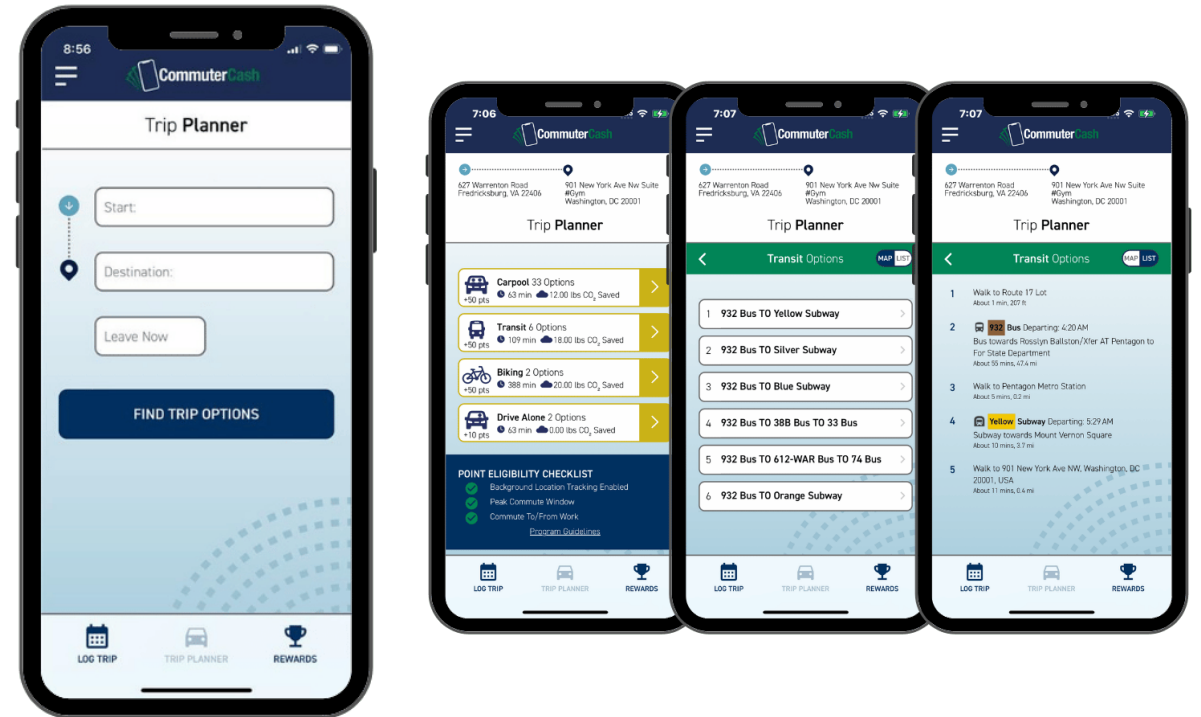 8:56
CommuterCash
Trip Planner
Start:
Destination:
Leave Now
FIND TRIP OPTIONS
LOG TRIP
TRIP PLANNER
REWARDS
7:06
CommuterCash
627 Warrenton Road
Fredricksburg, VA 22406
901 New York Ave Nw Suite
#Gym
Washington, DC 20001
Trip Planner
Carpool 33 Options
+50 pts
63 min 12.00 lbs CO2 Saved
Transit 6 Options
+50 pts
109 min 18.00 lbs CO2 Saved
Biking 2 Options
+50 pts
388 min 20.00 lbs CO2 Saved
Drive Alone 2 Options
+10 pts
63 min 0.00 lbs CO2 Saved
POINT ELIGIBILITY CHECKLIST
Background Location Tracking Enabled
Peak Commute Window
Commute To/From Work
Program Guidelines
LOG TRIP
TRIP PLANNER
REWARDS
7:07
CommuterCash
627 Warrenton Road
Fredricksburg, VA 22406
901 New York Ave Nw Suite
#Gym
Washington, DC 20001
Trip Planner
Transit Options
MAP LIST
1 932 Bus TO Yellow Subway
2 932 Bus TO Silver Subway
3 932 Bus TO Blue Subway
4 932 Bus TO 38B Bus TO 33 Bus
5 932 Bus TO 612-WAR Bus TO 74 Bus
6 932 Bus TO Orange Subway
LOG TRIP
TRIP PLANNER
REWARDS
7:07
CommuterCash
627 Warrenton Road
Fredricksburg, VA 22406
901 New York Ave Nw Suite
#Gym
Washington, DC 20001
Trip Planner
Transit Options
MAP LIST
1 Walk to Route 17 Lot
About 1 min, 207 ft
2 932 Bus Departing: 4:20 AM
Bus towards Rosslyn Ballston/Xfer AT Pentagon to
For State Department
About 55 mins, 47.4 mi
3 Walk to Pentagon Metro Station
About 5 mins, 0.2 mi
4 Yellow Subway Departing: 5:29 AM
Subway towards Mount Vernon Square
About 10 mins, 3.7 mi
5 Walk to 901 New York Ave NW, Washington, DC
20001, USA
About 11 mins, 0.4 mi
LOG TRIP
TRIP PLANNER
REWARDS